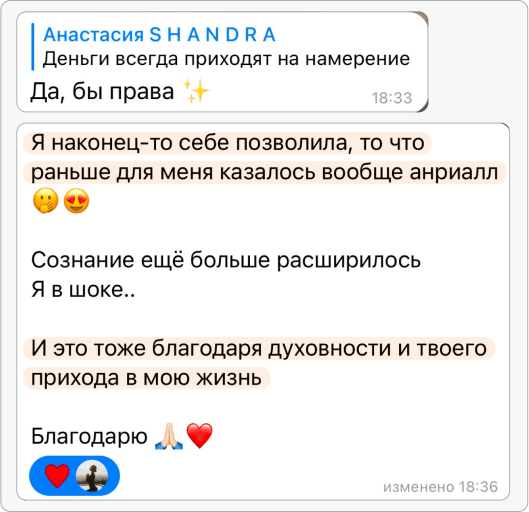 Анастасия S H A N D R A
Деньги всегда приходят на намерение
Да, бы права ✨
18:33
Я наконец-то себе позволила, то что
раньше для меня казалось вообще анриалл
🤭😍
Сознание ещё больше расширилось
Я в шоке..
И это тоже благодаря духовности и твоего
прихода в мою жизнь
Благодарю 🙏🏻❤️
❤️
изменено 18:36